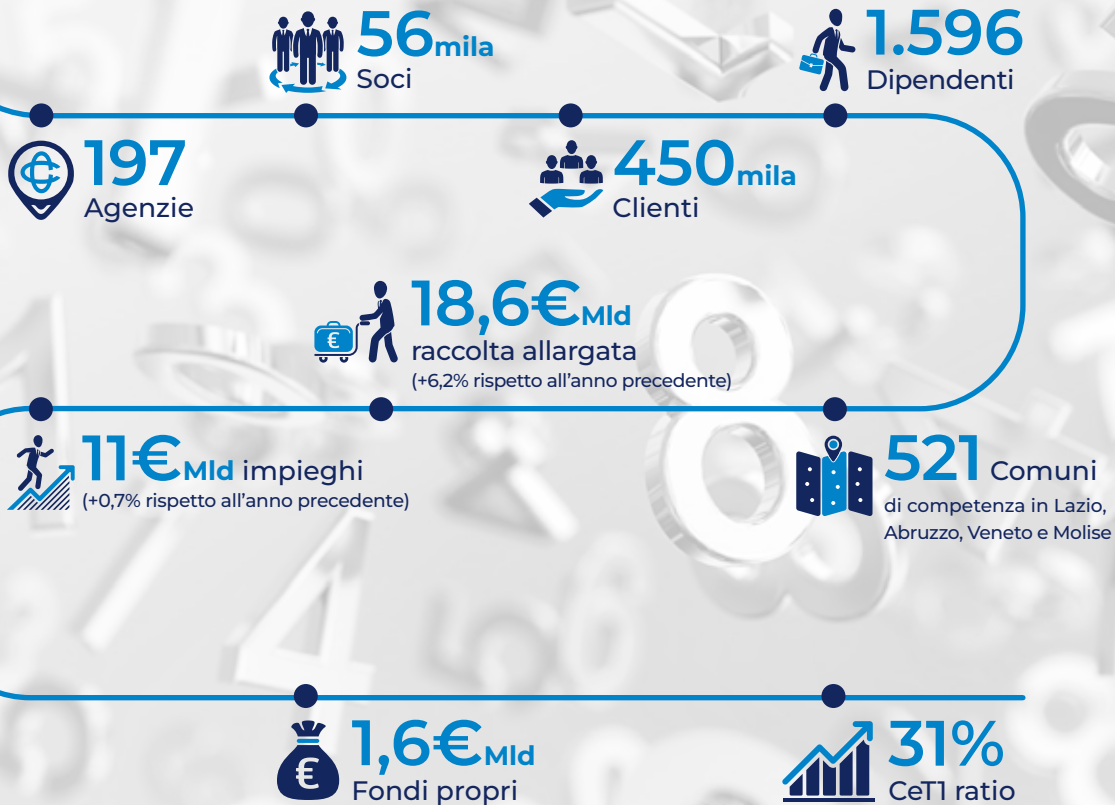 56mila
Soci
1.596
Dipendenti
197
Agenzie
450mila
Clienti
18,6€Mld
raccolta allargata
(+6,2% rispetto all'anno precedente)
11€Mld impieghi
(+0,7% rispetto all'anno precedente)
521 Comuni
di competenza in Lazio,
Abruzzo, Veneto e Molise
1,6€Mld
Fondi propri
31%
CeT1 ratio